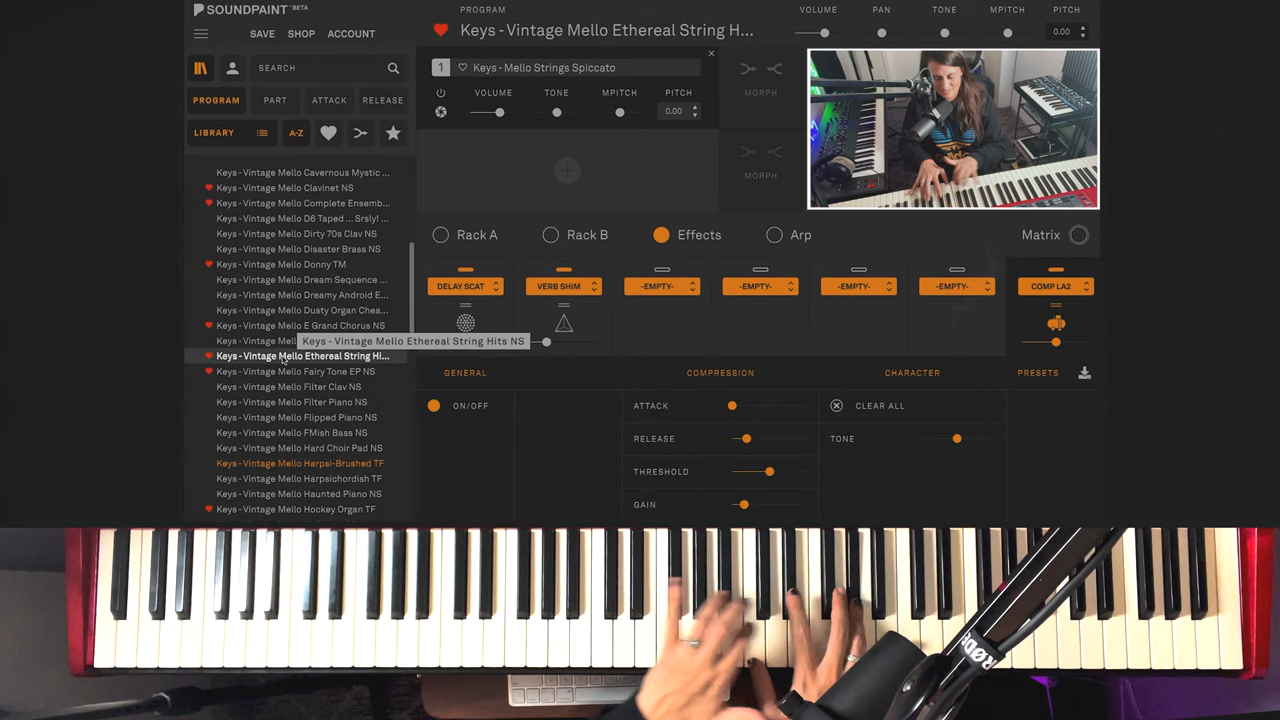 SOUNDPAINT BETA
SAVE SHOP ACCOUNT
SEARCH
PROGRAM PART ATTACK RELEASE
LIBRARY A-Z
Keys - Vintage Mello Cavernous Mystic ...
Keys - Vintage Mello Clavinet NS
Keys - Vintage Mello Complete Ensemb...
Keys - Vintage Mello D6 Taped ... Srsly! ...
Keys - Vintage Mello Dirty 70s Clav NS
Keys - Vintage Mello Disaster Brass NS
Keys - Vintage Mello Donny TM
Keys - Vintage Mello Dream Sequence ...
Keys - Vintage Mello Dreamy Android E...
Keys - Vintage Mello Dusty Organ Chea...
Keys - Vintage Mello E Grand Chorus NS
Keys - Vintage Mell
Keys - Vintage Mello Ethereal String Hits NS
Keys - Vintage Mello Ethereal String Hi...
Keys - Vintage Mello Fairy Tone EP NS
Keys - Vintage Mello Filter Clav NS
Keys - Vintage Mello Filter Piano NS
Keys - Vintage Mello Flipped Piano NS
Keys - Vintage Mello FMish Bass NS
Keys - Vintage Mello Hard Choir Pad NS
Keys - Vintage Mello Harpsi-Brushed TF
Keys - Vintage Mello Harpsichordish TF
Keys - Vintage Mello Haunted Piano NS
Keys - Vintage Mello Hockey Organ TF
PROGRAM
Keys - Vintage Mello Ethereal String H...
VOLUME PAN TONE MPITCH PITCH
0.00
1 Keys - Mello Strings Spiccato
VOLUME TONE MPITCH PITCH
0.00
MORPH
MORPH
Rack A Rack B Effects Arp Matrix
DELAY SCAT VERB SHIM -EMPTY- -EMPTY- -EMPTY- -EMPTY- COMP LA2
GENERAL COMPRESSION CHARACTER PRESETS
ON/OFF ATTACK CLEAR ALL
RELEASE TONE
THRESHOLD
GAIN
RØDE